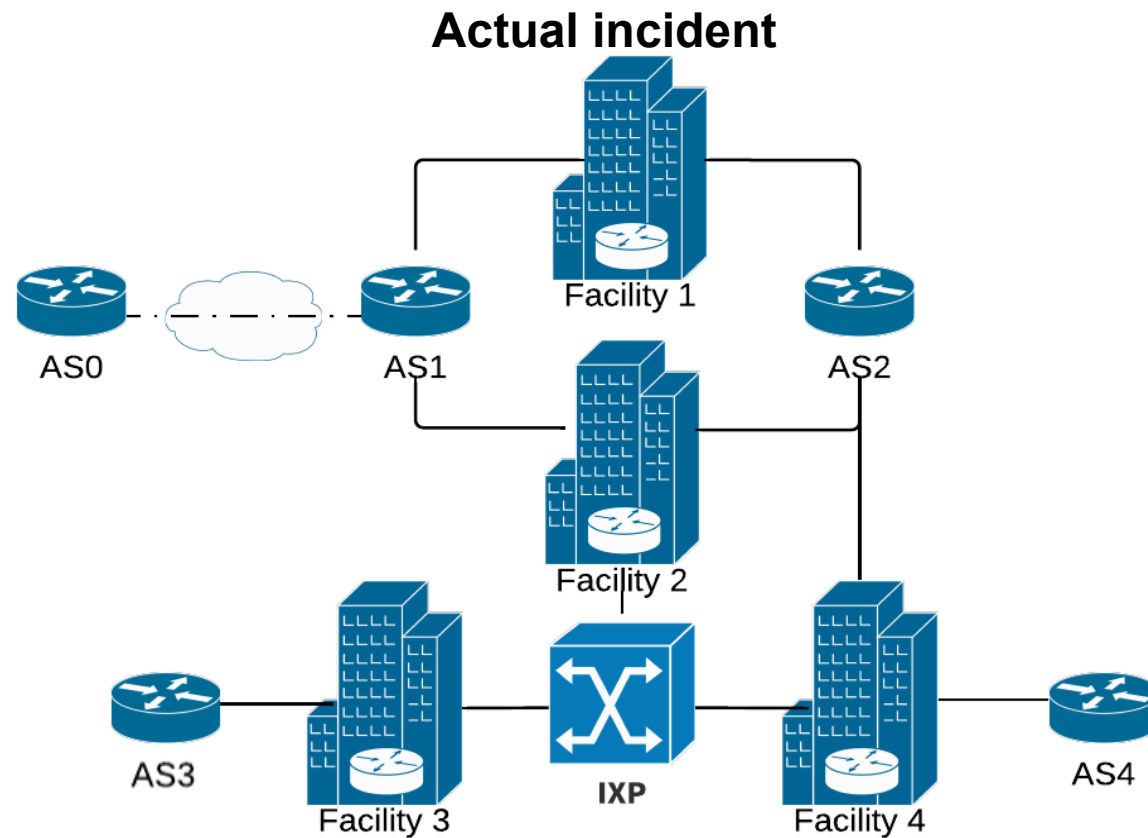 Actual incident
Facility 1
AS0
AS1
AS2
Facility 2
AS3
IXP
AS4
Facility 3
Facility 4